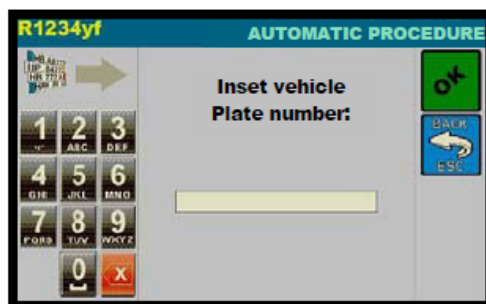 R1234yf
AUTOMATIC PROCEDURE
Inset vehicle
Plate number:
OK
BACK
ESC
1
2
ABC
3
DEF
4
GHI
5
JKL
6
MNO
7
PQRS
8
TUV
9
WXYZ
0
X